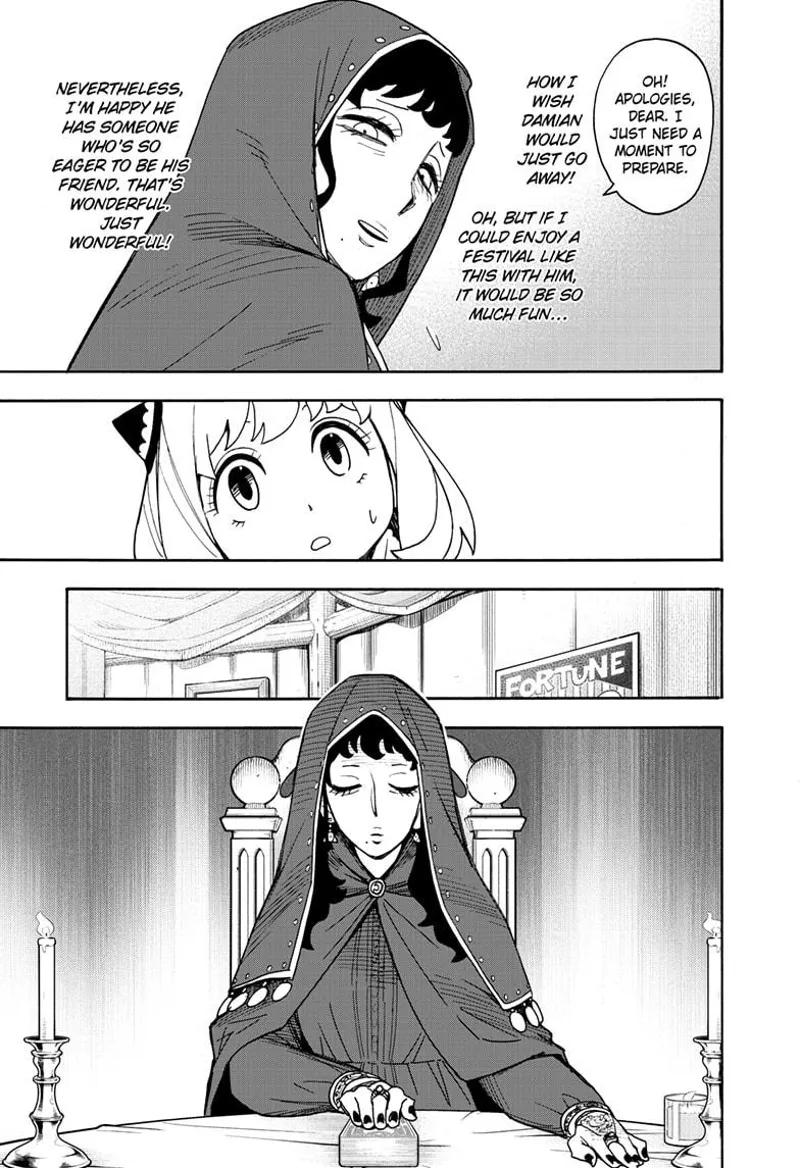 OH!
APOLOGIES,
DEAR. I
JUST NEED A
MOMENT TO
PREPARE.
HOW I
WISH
DAMIAN
WOULD
JUST GO
AWAY!
OH, BUT IF I
COULD ENJOY A
FESTIVAL LIKE
THIS WITH HIM,
IT WOULD BE SO
MUCH FUN...
NEVERTHELESS,
I'M HAPPY HE
HAS SOMEONE
WHO'S SO
EAGER TO BE HIS
FRIEND. THAT'S
WONDERFUL.
JUST
WONDERFUL!
FORTUNE